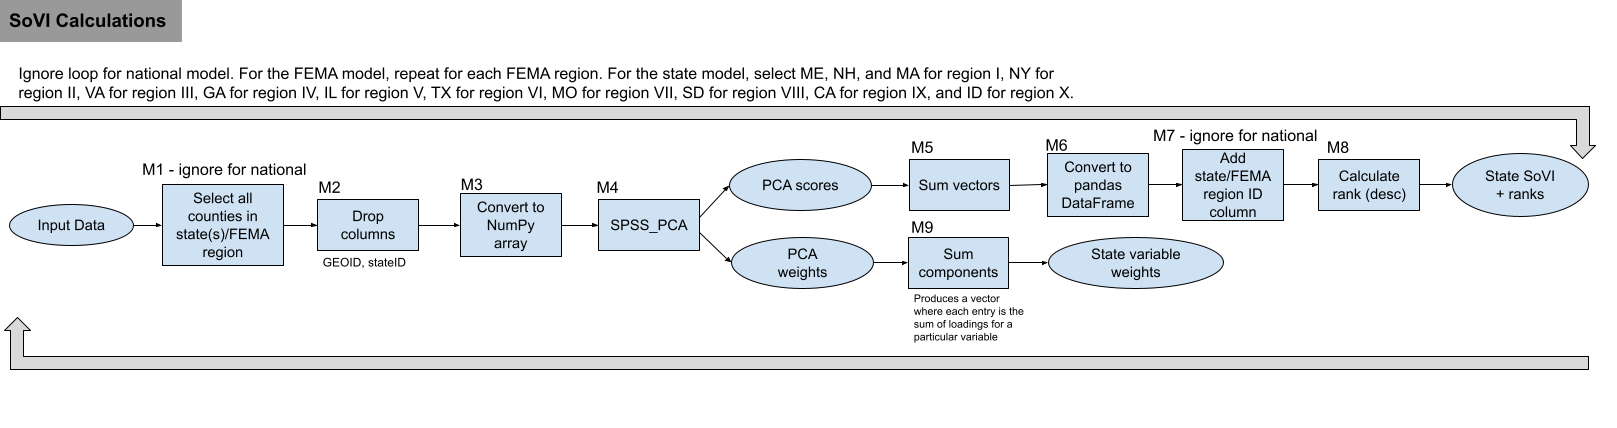 SoVI Calculations
Ignore loop for national model. For the FEMA model, repeat for each FEMA region. For the state model, select ME, NH, and MA for region I, NY for
region II, VA for region III, GA for region IV, IL for region V, TX for region VI, MO for region VII, SD for region VIII, CA for region IX, and ID for region X.
Input Data
M1 - ignore for national
Select all
counties in
state(s)/FEMA
region
M2
Drop
columns
GEOID, stateID
M3
Convert to
NumPy
array
M4
SPSS_PCA
PCA scores
M5
Sum vectors
M6
Convert to
pandas
DataFrame
M7 - ignore for national
Add
state/FEMA
region ID
column
M8
Calculate
rank (desc)
State SoVI
+ ranks
PCA
weights
M9
Sum
components
Produces a vector
where each entry is the
sum of loadings for a
particular variable
State variable
weights